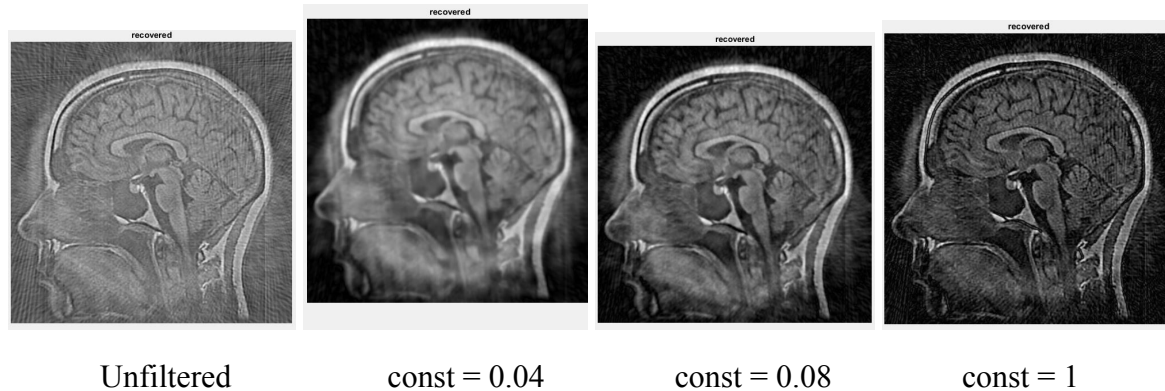 recovered
recovered
recovered
recovered
Unfiltered
const = 0.04
const = 0.08
const = 1